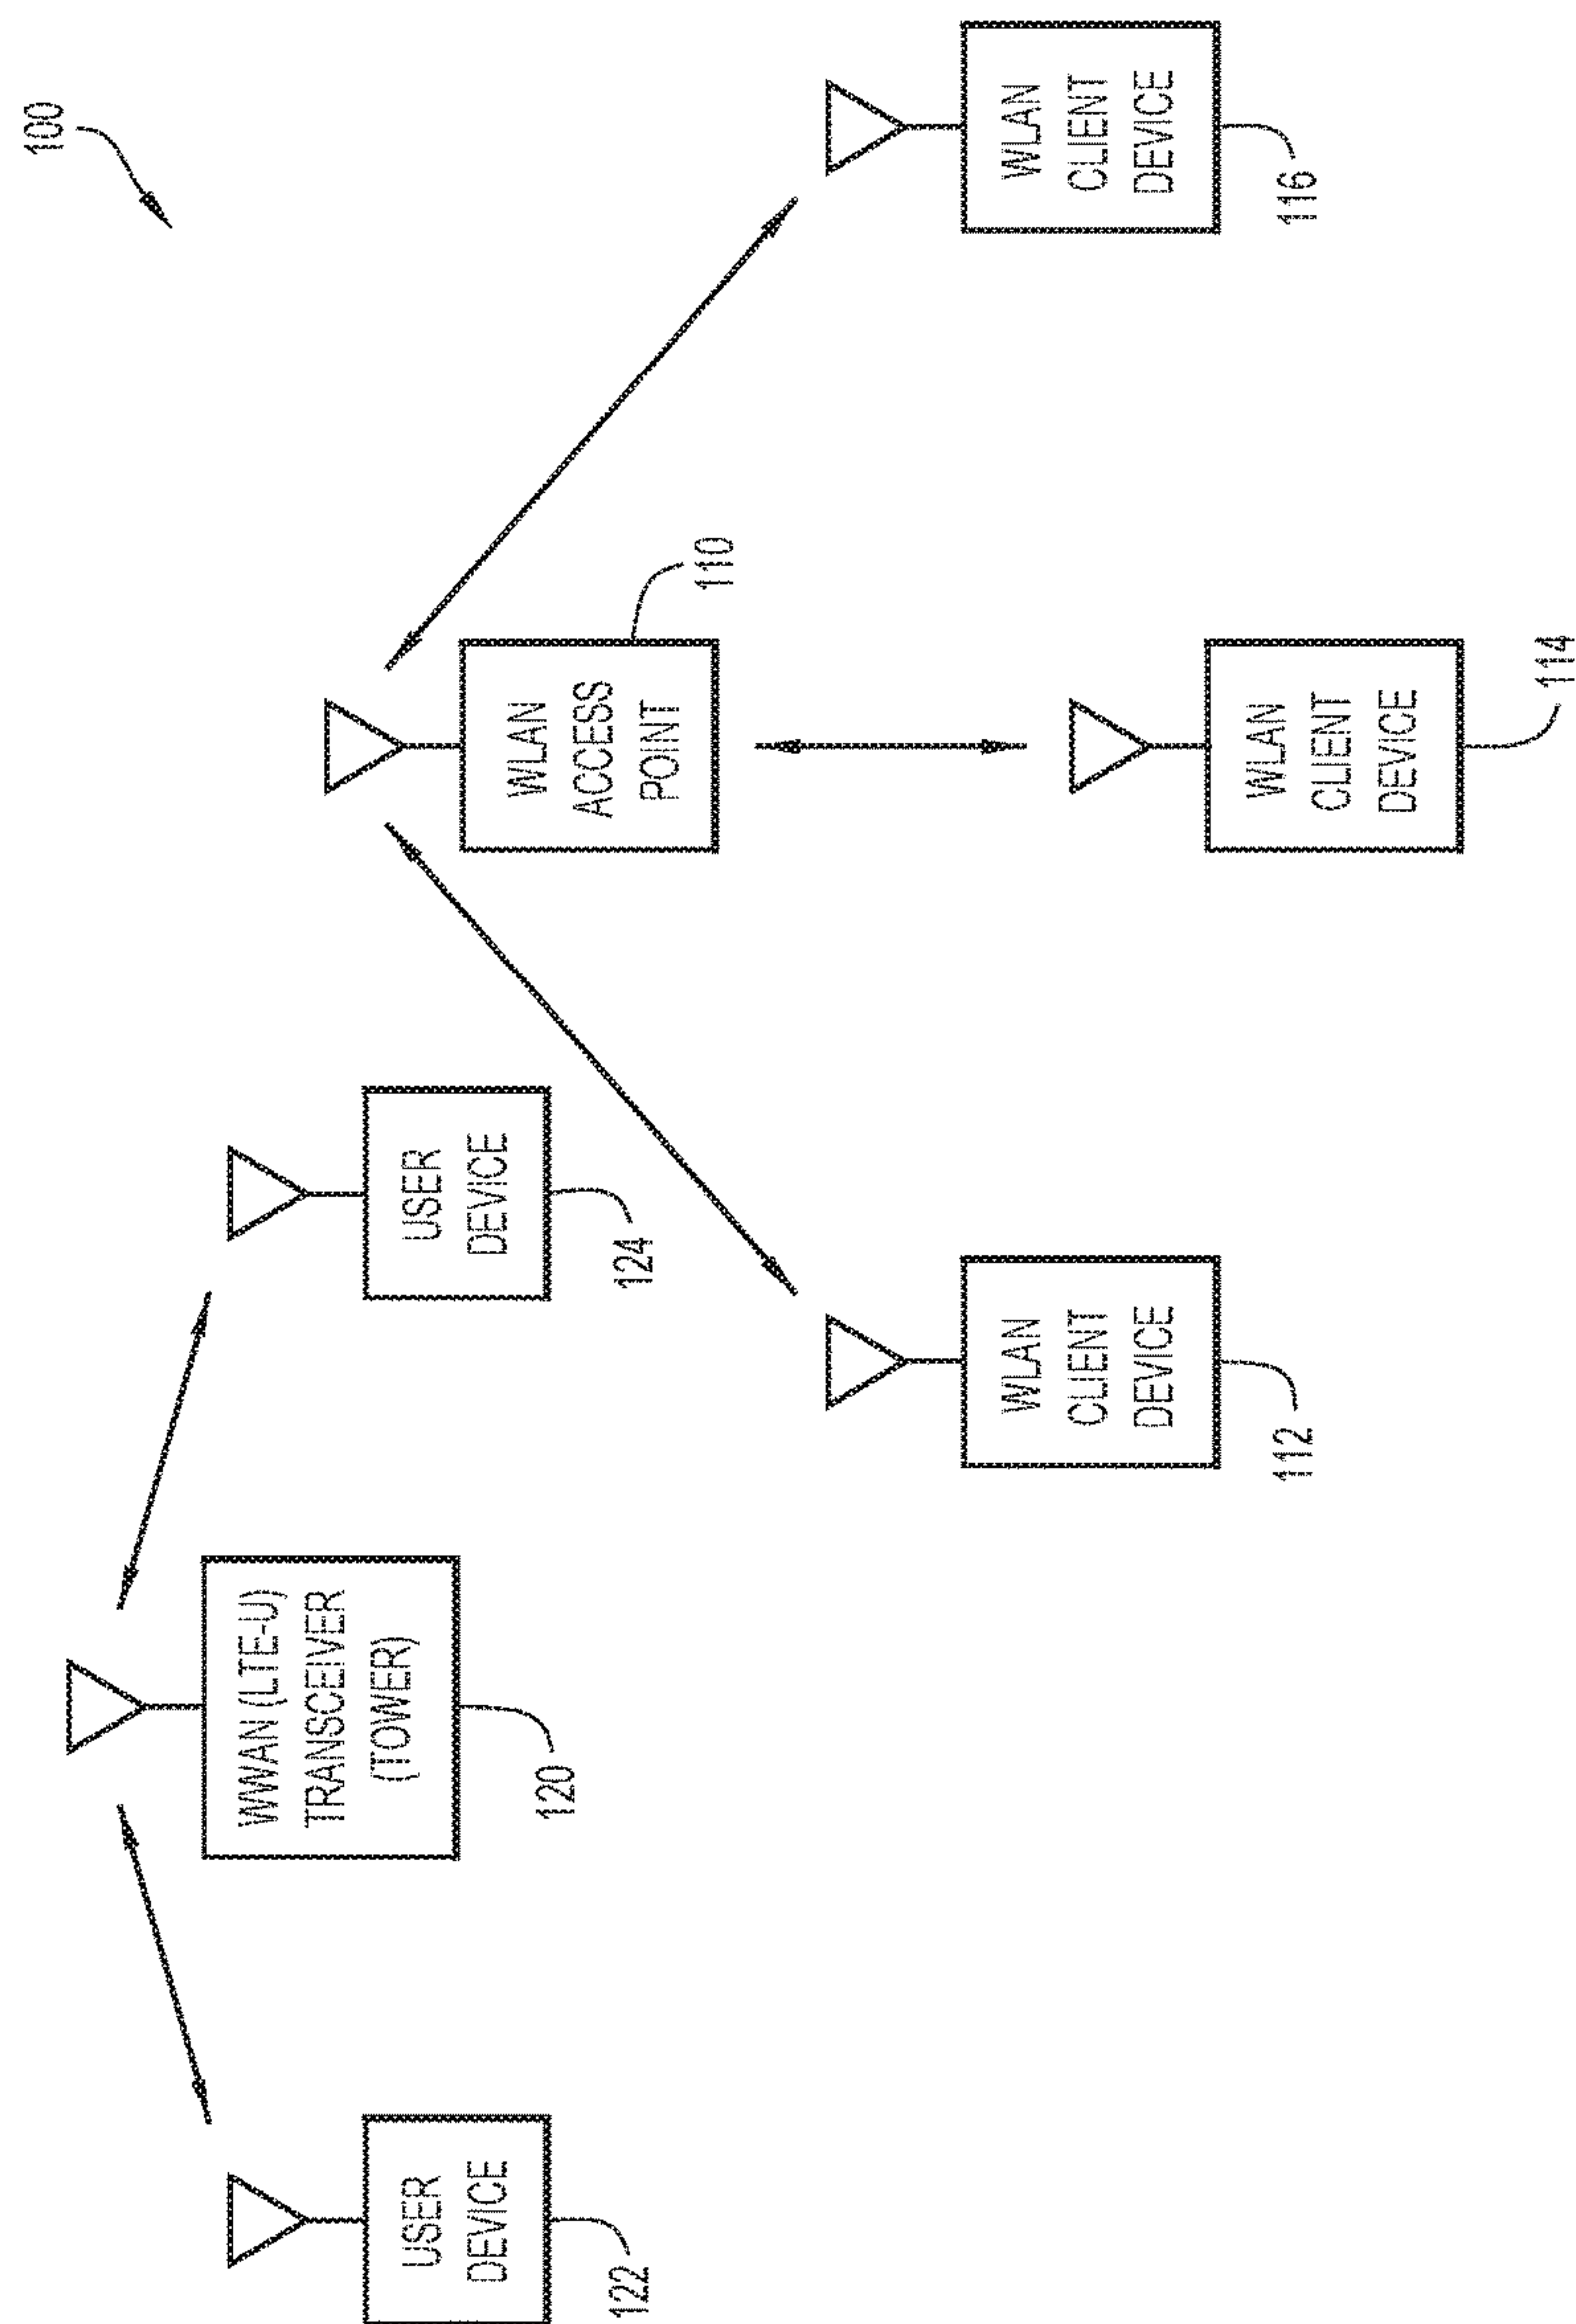 100
WWAN (LTE-U)
TRANSCEIVER
(TOWER)
120
USER
DEVICE
122
USER
DEVICE
124
WLAN
ACCESS
POINT
110
WLAN
CLIENT
DEVICE
112
WLAN
CLIENT
DEVICE
114
WLAN
CLIENT
DEVICE
116